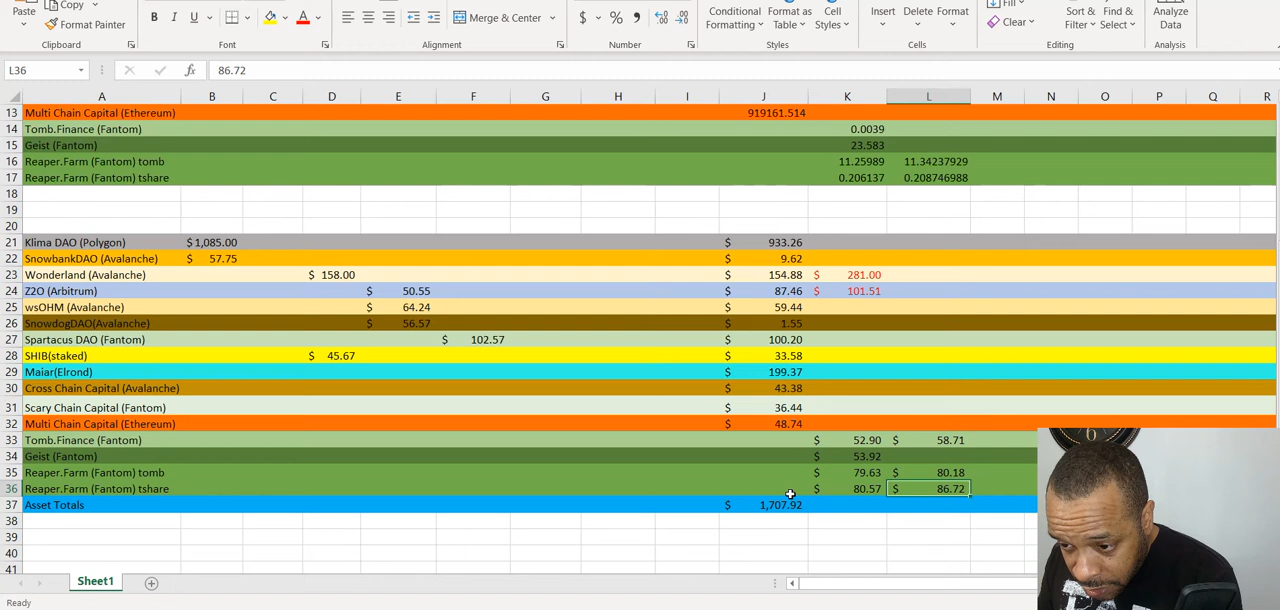 Paste
Copy
Format Painter
B I U
A
Merge & Center
$ % ,
Conditional Formatting
Format as Table
Cell Styles
Insert Delete Format
Fill
Clear
Sort & Filter
Find & Select
Analyze Data
Clipboard Font Alignment Number Styles Cells Editing Analysis
L36 fx 86.72
A B C D E F G H I J K L M N O P Q R
13 Multi Chain Capital (Ethereum) 919161.514
14 Tomb.Finance (Fantom) 0.0039
15 Geist (Fantom) 23.583
16 Reaper.Farm (Fantom) tomb 11.25989 11.34237929
17 Reaper.Farm (Fantom) tshare 0.206137 0.208746988
18
19
20
21 Klima DAO (Polygon) $ 1,085.00 $ 933.26
22 SnowbankDAO (Avalanche) $ 57.75 $ 9.62
23 Wonderland (Avalanche) $ 158.00 $ 154.88 $ 281.00
24 Z2O (Arbitrum) $ 50.55 $ 87.46 $ 101.51
25 wsOHM (Avalanche) $ 64.24 $ 59.44
26 SnowdogDAO(Avalanche) $ 56.57 $ 1.55
27 Spartacus DAO (Fantom) $ 102.57 $ 100.20
28 SHIB(staked) $ 45.67 $ 33.58
29 Maiar(Elrond) $ 199.37
30 Cross Chain Capital (Avalanche) $ 43.38
31 Scary Chain Capital (Fantom) $ 36.44
32 Multi Chain Capital (Ethereum) $ 48.74
33 Tomb.Finance (Fantom) $ 52.90 $ 58.71
34 Geist (Fantom) $ 53.92
35 Reaper.Farm (Fantom) tomb $ 79.63 $ 80.18
36 Reaper.Farm (Fantom) tshare $ 80.57 $ 86.72
37 Asset Totals $ 1,707.92
38
39
40
41
Sheet1
Ready